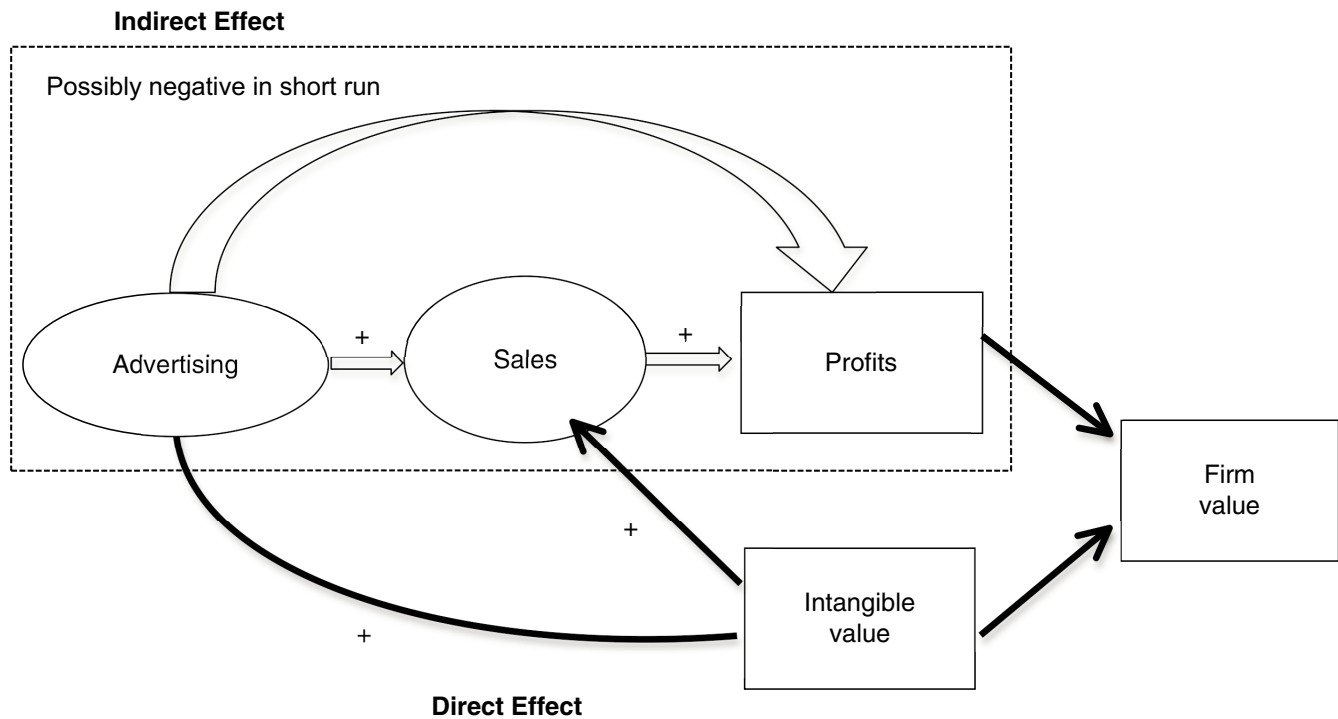 Indirect Effect
Possibly negative in short run
+
+
Advertising
Sales
Profits
Firm
value
+
Intangible
value
+
Direct Effect